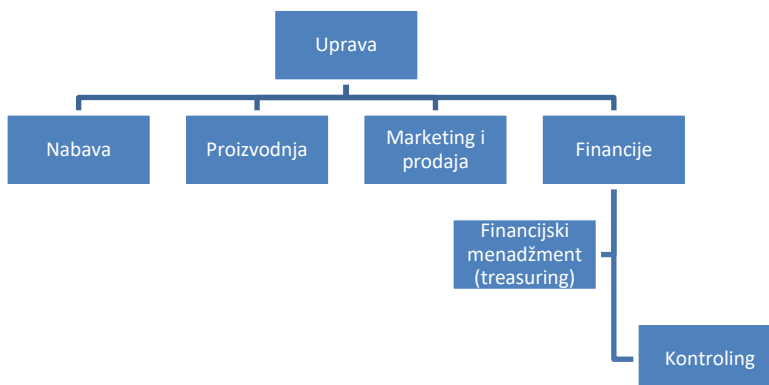 Uprava
Nabava
Proizvodnja
Marketing i
prodaja
Financije
Financijski
menadžment
(treasuring)
Kontroling